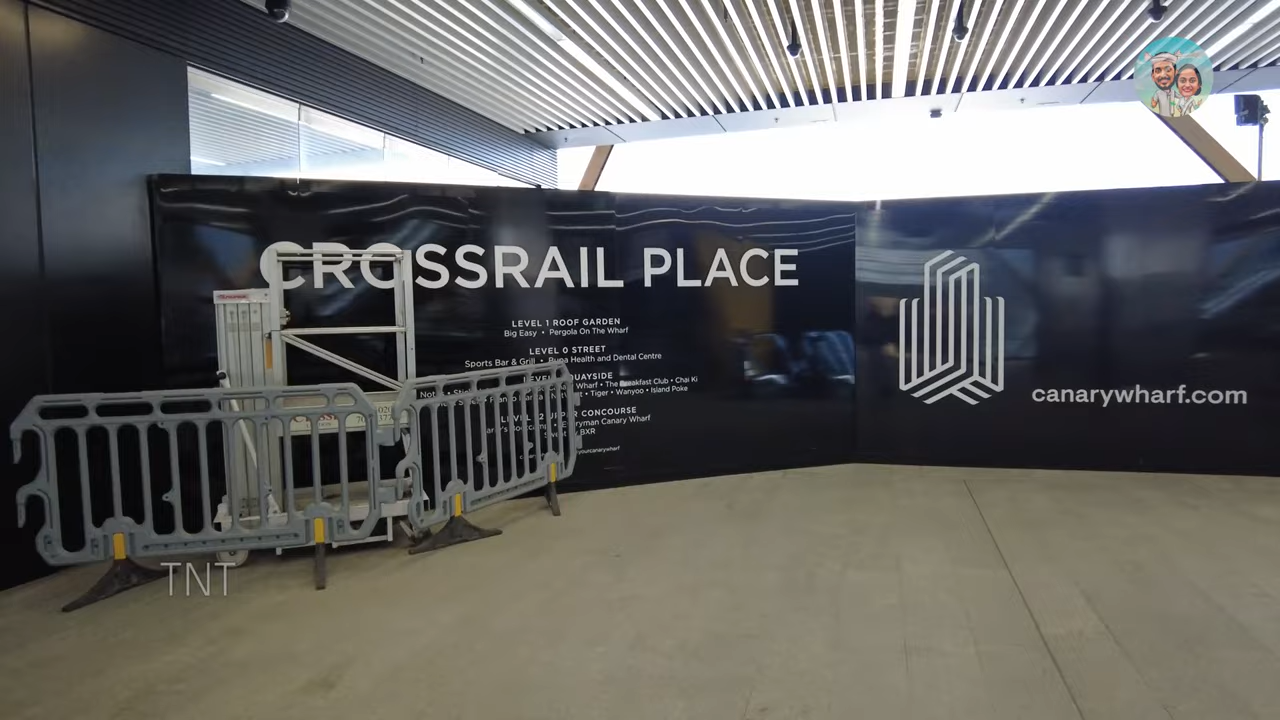 CROSSRAIL PLACE
LEVEL 1 ROOF GARDEN
Big Easy • Pergola On The Wharf
LEVEL 0 STREET
Sports Bar & Grill • Bupa Health and Dental Centre
QUAYSIDE
Wharf • The Breakfast Club • Chai Ki
• Tiger • Wanyoo • Island Poke
CONCOURSE
Everyman Canary Wharf
BXR
canarywharf.com
TNT